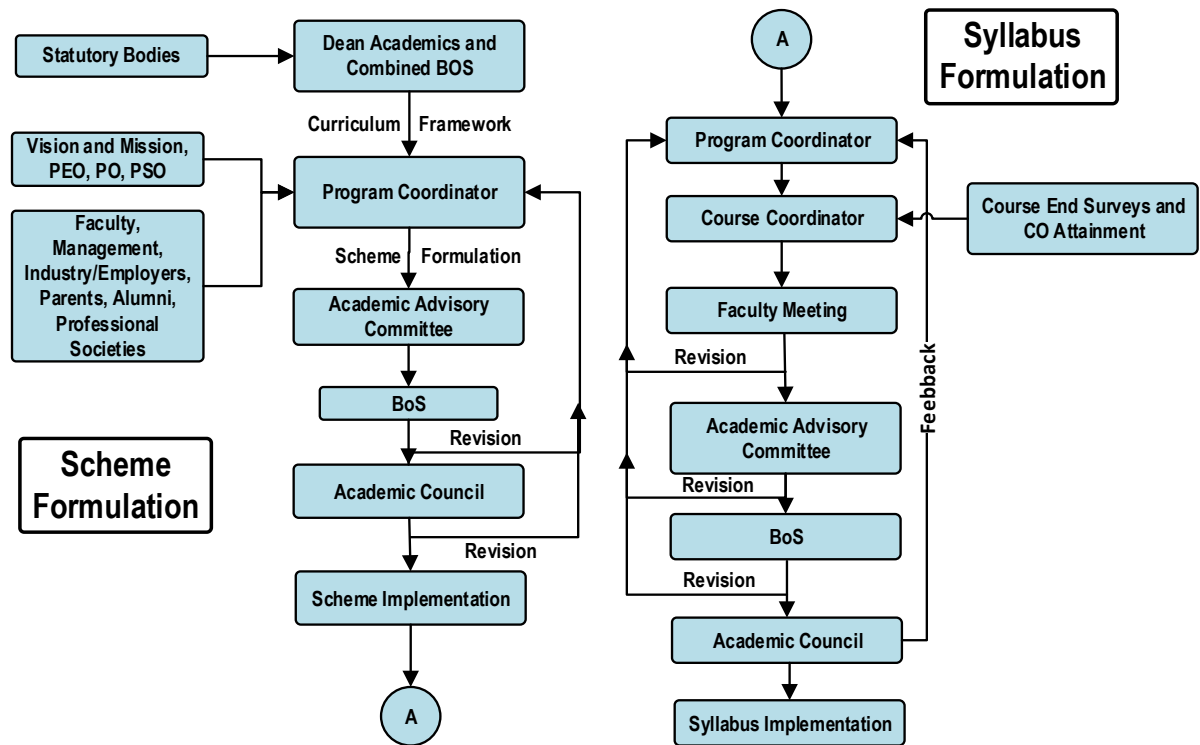 Statutory Bodies
Dean Academics and
Combined BOS
Curriculum Framework
Vision and Mission,
PEO, PO, PSO
Program Coordinator
Faculty,
Management,
Industry/Employers,
Parents, Alumni,
Professional
Societies
Scheme Formulation
Academic Advisory
Committee
BoS
Revision
Scheme
Formulation
Academic Council
Revision
Scheme Implementation
A
A
Syllabus
Formulation
Program Coordinator
Course Coordinator
Course End Surveys and
CO Attainment
Faculty Meeting
Revision
Feebback
Academic Advisory
Committee
Revision
BoS
Revision
Academic Council
Syllabus Implementation